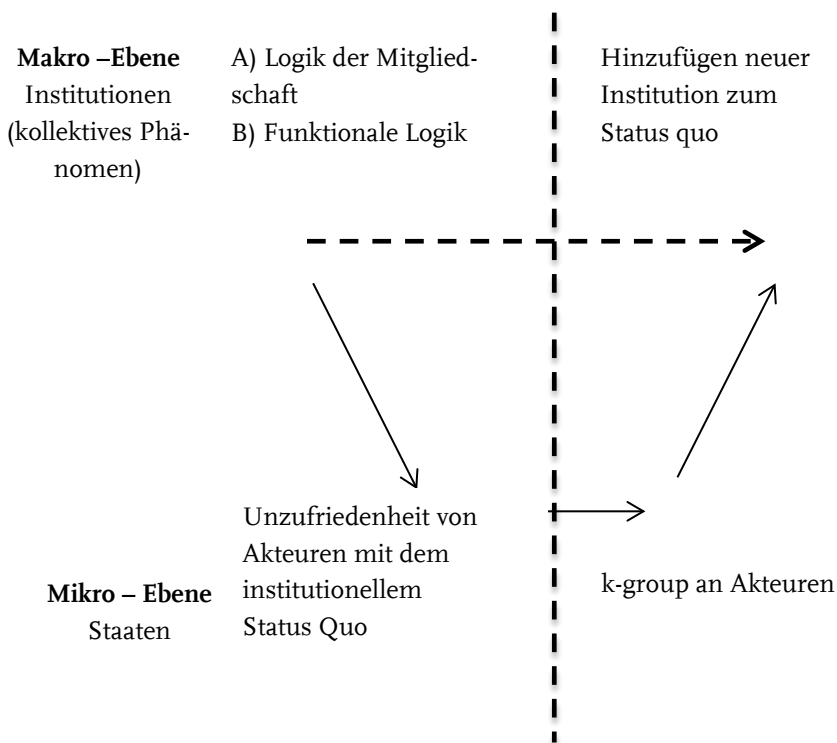 Makro –Ebene
Institutionen
(kollektives Phä-
nomen)
A) Logik der Mitglied-
schaft
B) Funktionale Logik
Hinzufügen neuer
Institution zum
Status quo
Unzufriedenheit von
Akteuren mit dem
institutionellem
Status Quo
Mikro – Ebene
Staaten
k-group an Akteuren